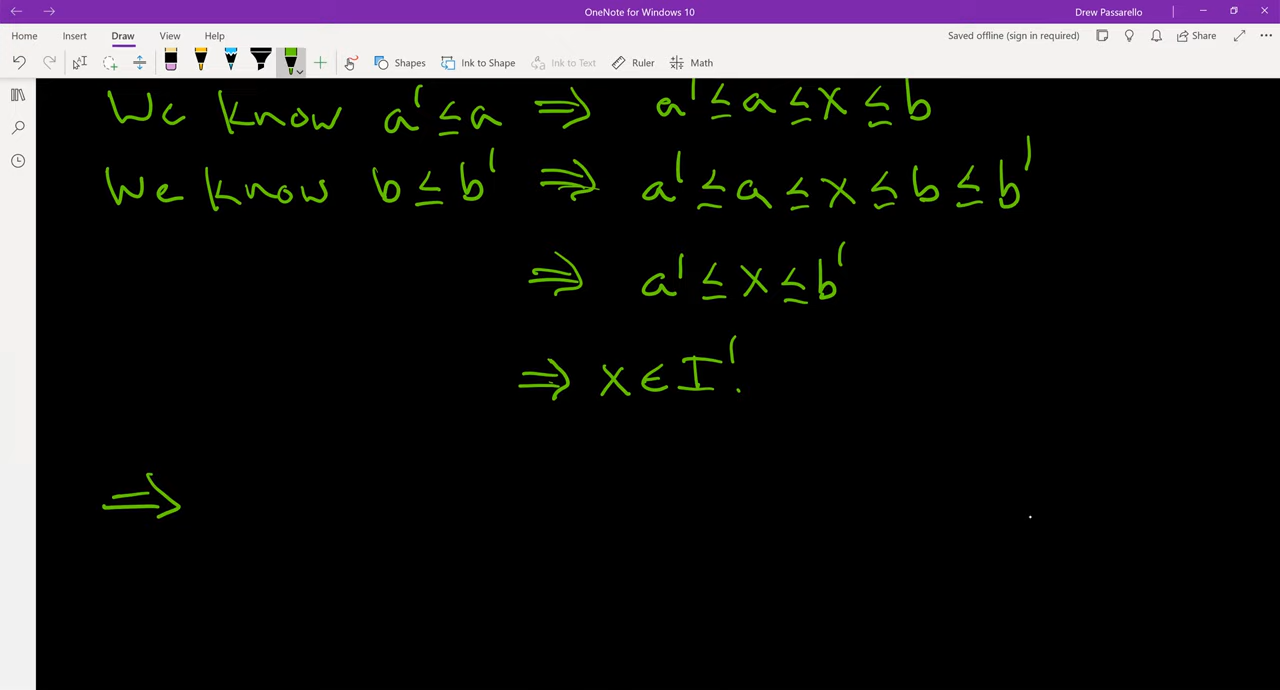 OneNote for Windows 10
Drew Passarello
Home Insert Draw View Help
Saved offline (sign in required) Share
Shapes Ink to Shape Ink to Text Ruler Math
We know a' ≤ a ⇒ a' ≤ a ≤ x ≤ b
We know b ≤ b' ⇒ a' ≤ a ≤ x ≤ b ≤ b'
⇒ a' ≤ x ≤ b'
⇒ x ∈ I'.
⇒